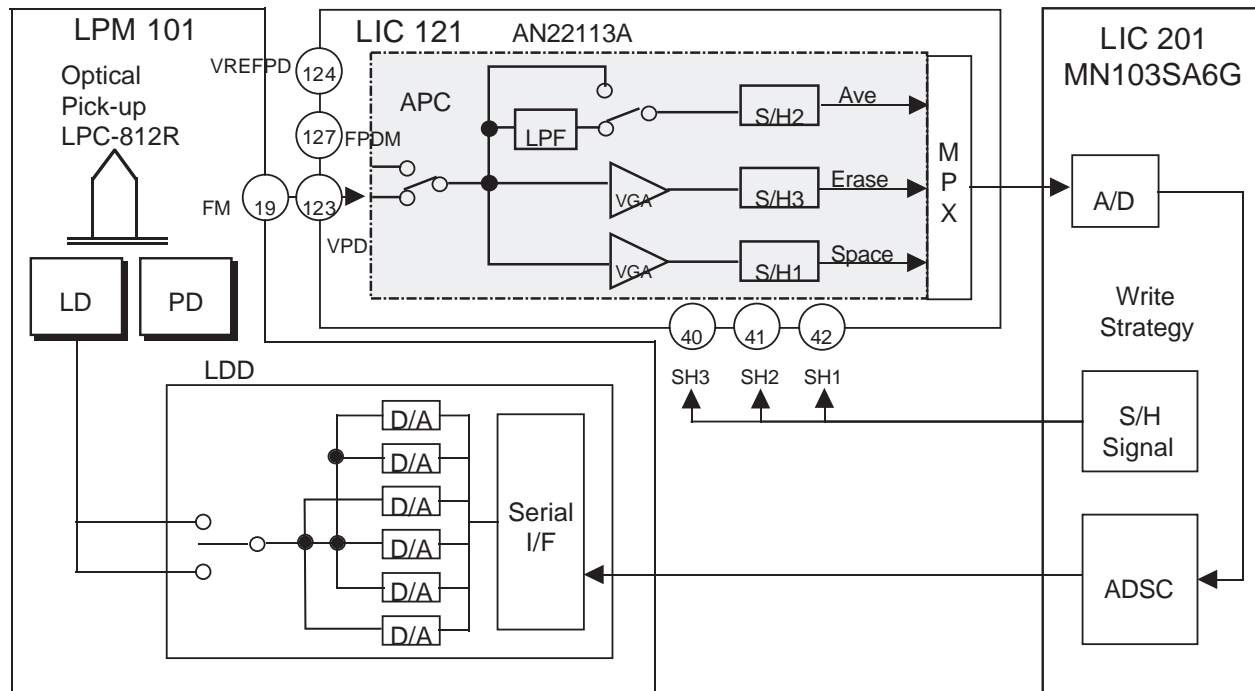 LPM 101
Optical
Pick-up
LPC-812R
LD
PD
FM
19
VREFPD
124
127
FPDM
123
VPD
LIC 121
AN22113A
APC
LPF
S/H2
Ave
VGA
S/H3
Erase
VGA
S/H1
Space
M
P
X
40
41
42
SH3
SH2
SH1
LIC 201
MN103SA6G
A/D
Write
Strategy
S/H
Signal
ADSC
LDD
D/A
D/A
D/A
D/A
D/A
D/A
Serial
I/F